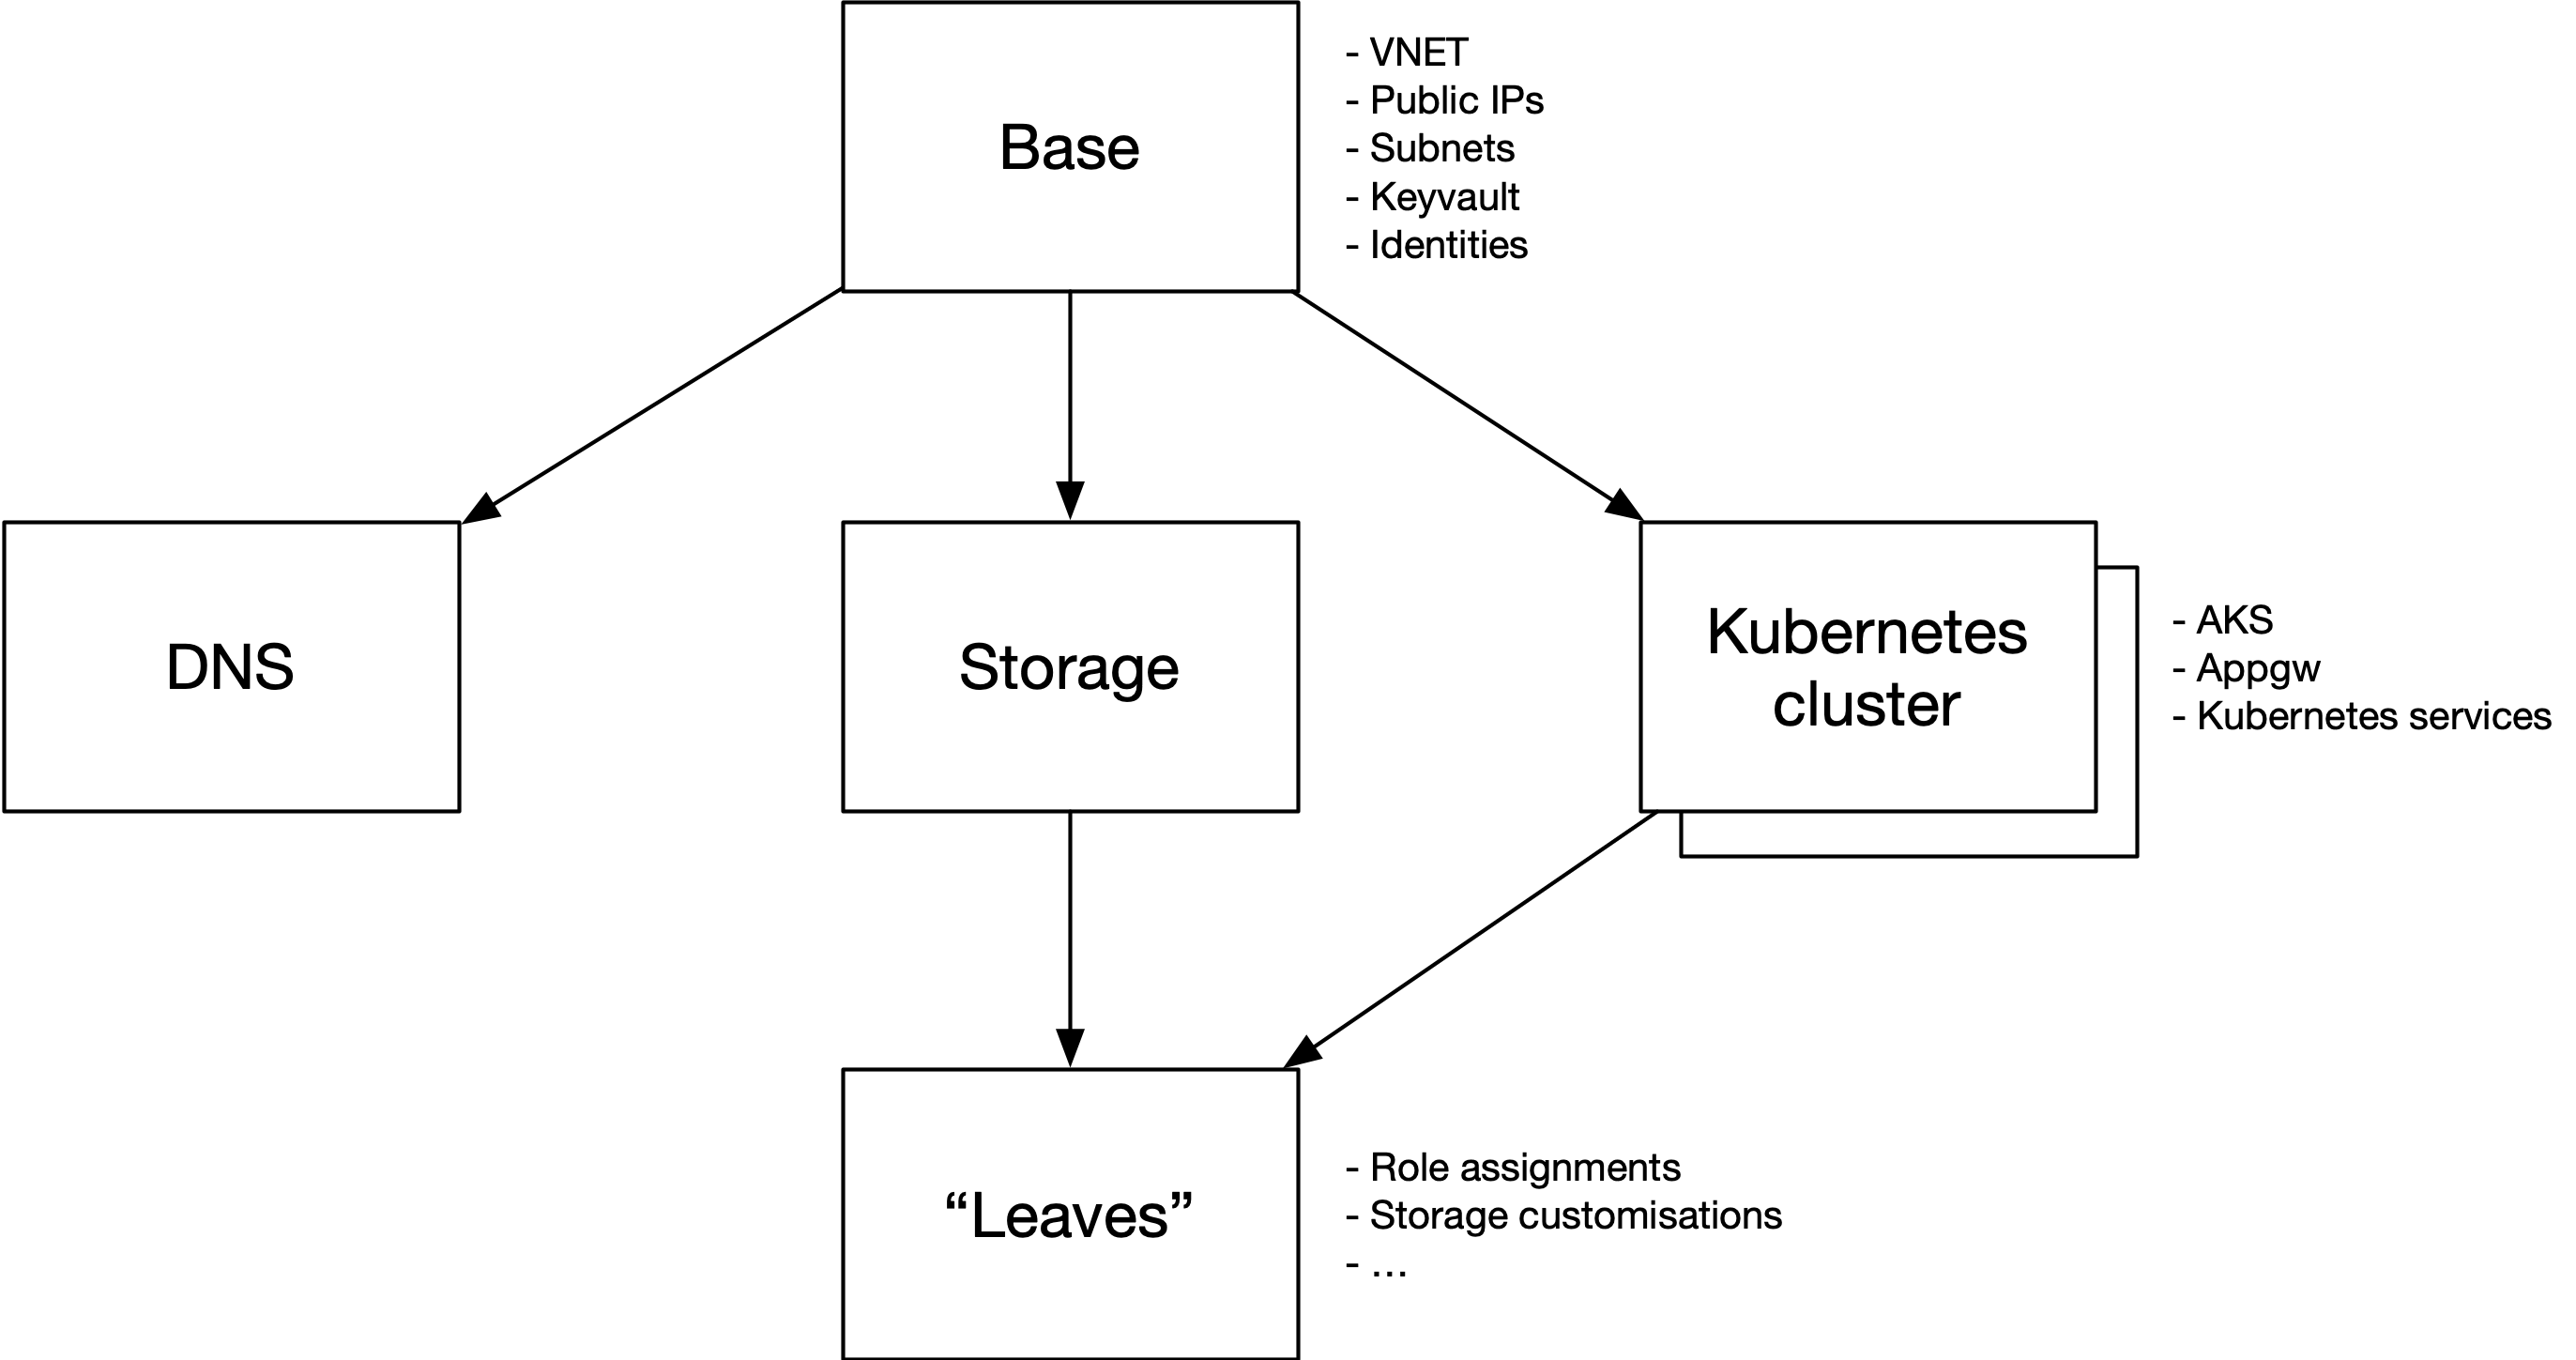 Base
- VNET
- Public IPs
- Subnets
- Keyvault
- Identities
DNS
Storage
Kubernetes
cluster
- AKS
- Appgw
- Kubernetes services
“Leaves”
- Role assignments
- Storage customisations
- …